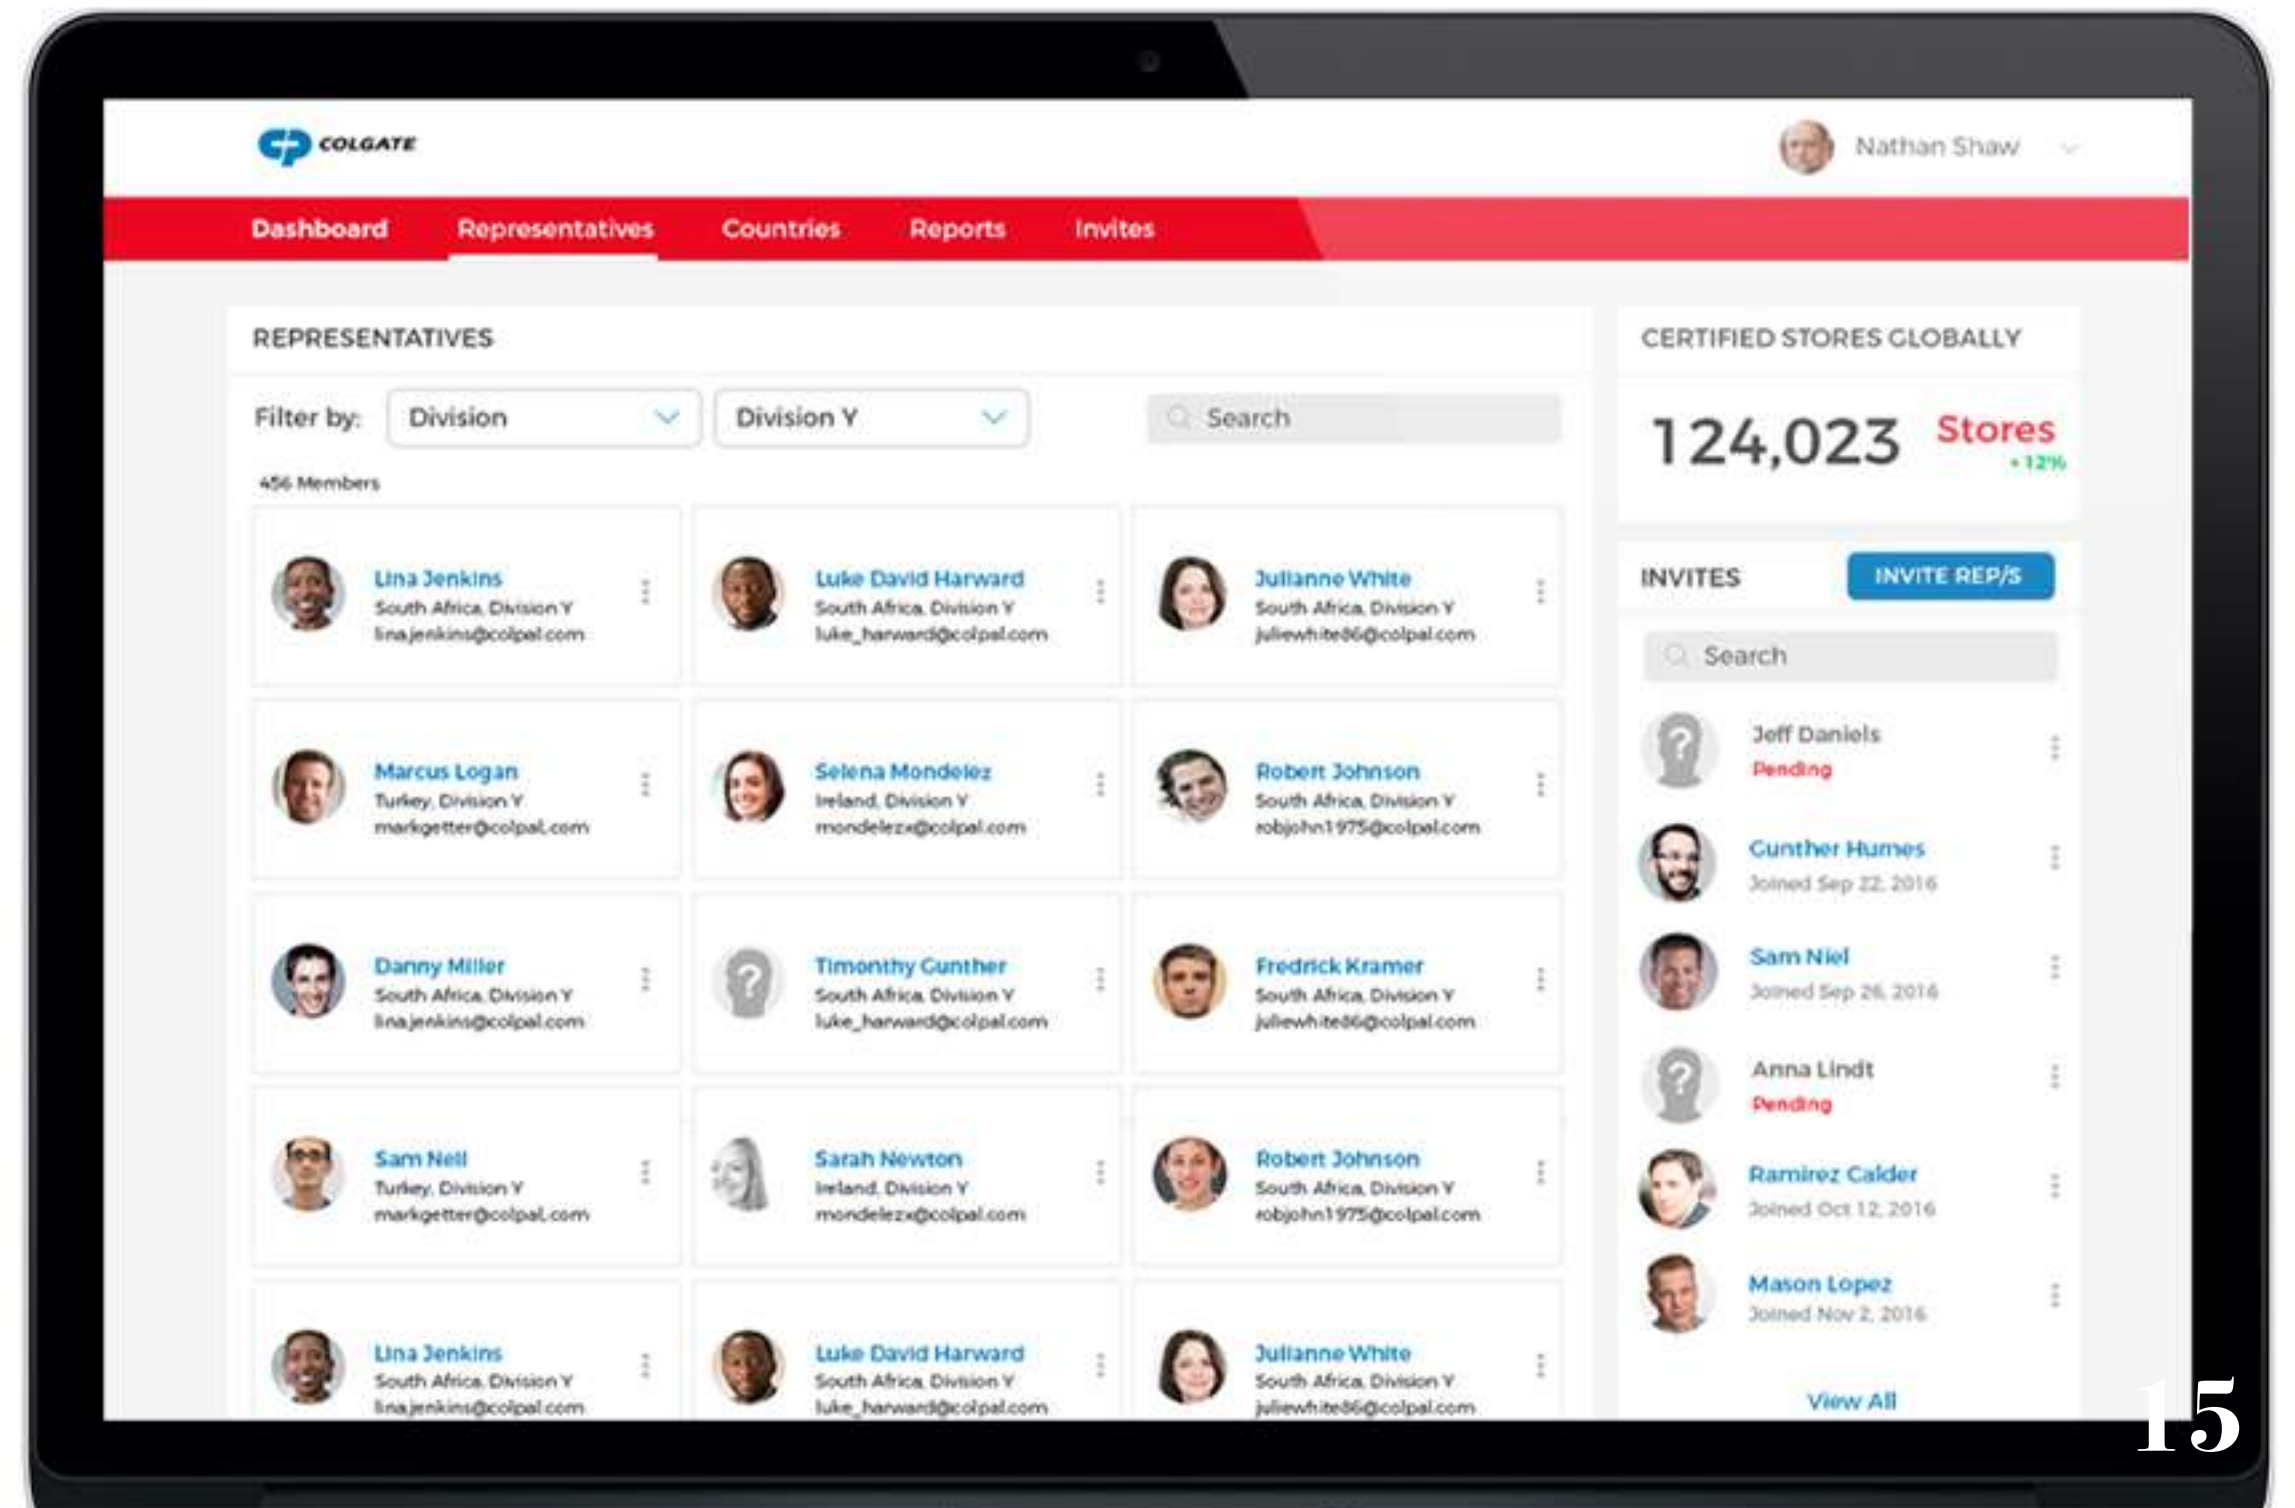 COLGATE
Nathan Shaw
Dashboard Representatives Countries Reports Invites
REPRESENTATIVES
Filter by: Division Division Y Search
456 Members
Lina Jenkins
South Africa, Division Y
linajenkins@colpal.com
Luke David Harward
South Africa, Division Y
luke_harward@colpal.com
Julianne White
South Africa, Division Y
juliewhite86@colpal.com
Marcus Logan
Turkey, Division Y
markgetter@colpal.com
Selena Mondelez
Ireland, Division Y
mondelezx@colpal.com
Robert Johnson
South Africa, Division Y
robjohn1975@colpal.com
Danny Miller
South Africa, Division Y
linajenkins@colpal.com
Timonthy Gunther
South Africa, Division Y
luke_harward@colpal.com
Fredrick Kramer
South Africa, Division Y
juliewhite86@colpal.com
Sam Neil
Turkey, Division Y
markgetter@colpal.com
Sarah Newton
Ireland, Division Y
mondelezx@colpal.com
Robert Johnson
South Africa, Division Y
robjohn1975@colpal.com
Lina Jenkins
South Africa, Division Y
linajenkins@colpal.com
Luke David Harward
South Africa, Division Y
luke_harward@colpal.com
Julianne White
South Africa, Division Y
juliewhite86@colpal.com
CERTIFIED STORES GLOBALLY
124,023 Stores
+12%
INVITES INVITE REP/S
Search
Jeff Daniels
Pending
Gunther Humes
Joined Sep 22, 2016
Sam Niel
Joined Sep 26, 2016
Anna Lindt
Pending
Ramirez Calder
Joined Oct 12, 2016
Mason Lopez
Joined Nov 2, 2016
View All
15